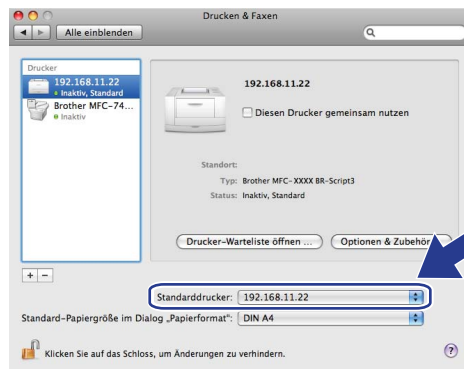 Drucken & Faxen
Alle einblenden
Drucker
192.168.11.22
Inaktiv, Standard
Brother MFC-74...
Inaktiv
192.168.11.22
Diesen Drucker gemeinsam nutzen
Standort:
Typ: Brother MFC-XXXX BR-Script3
Status: Inaktiv, Standard
Drucker-Warteliste öffnen ...
Optionen & Zubehör
+ -
Standarddrucker: 192.168.11.22
Standard-Papiergröße im Dialog „Papierformat“: DIN A4
Klicken Sie auf das Schloss, um Änderungen zu verhindern.
?